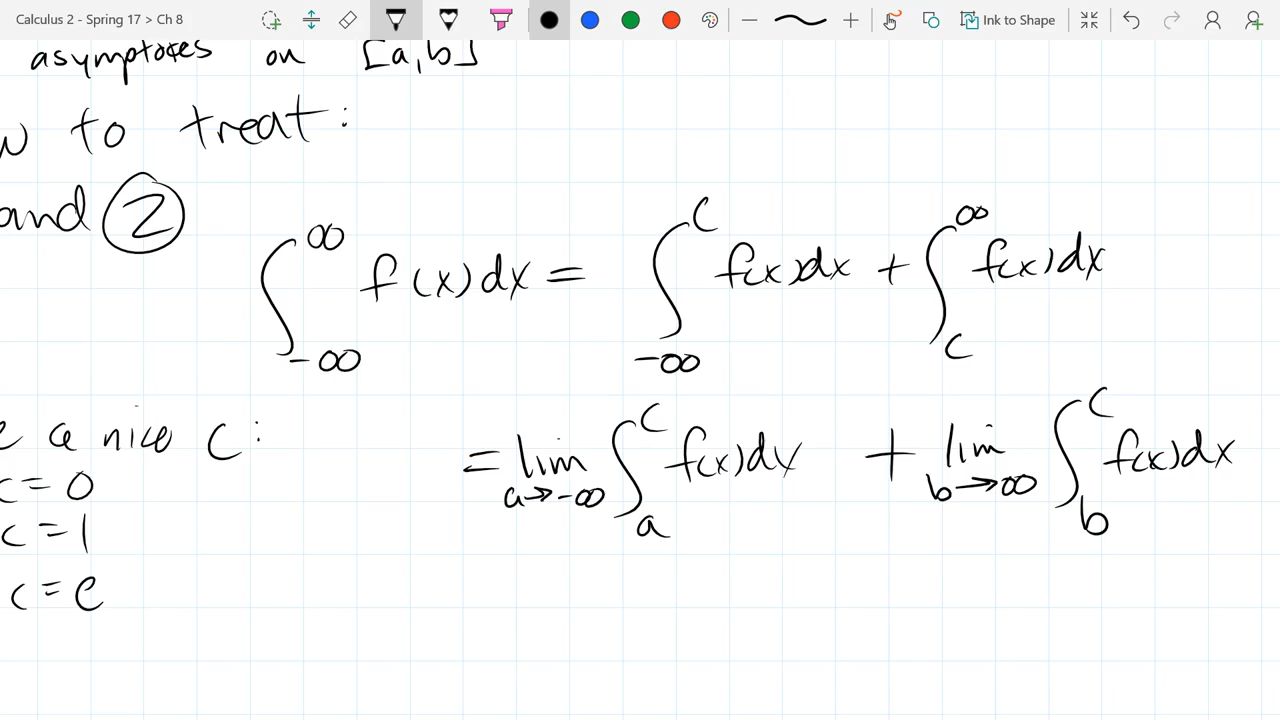 Calculus 2 - Spring 17 > Ch 8
Ink to Shape
asymptotes on [a,b]
w to treat:
and ②
∫_{-∞}^{∞} f(x)dx = ∫_{-∞}^{c} f(x)dx + ∫_{c}^{∞} f(x)dx
e a nice c:
= lim_{a→-∞} ∫_{a}^{c} f(x)dx + lim_{b→∞} ∫_{b}^{c} f(x)dx
c=0
c=1
c=e